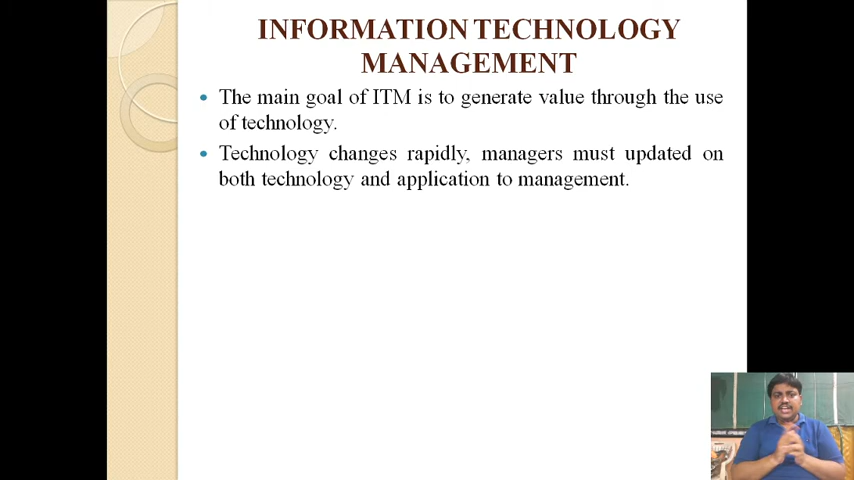 INFORMATION TECHNOLOGY
MANAGEMENT
The main goal of ITM is to generate value through the use
of technology.
Technology changes rapidly, managers must updated on
both technology and application to management.